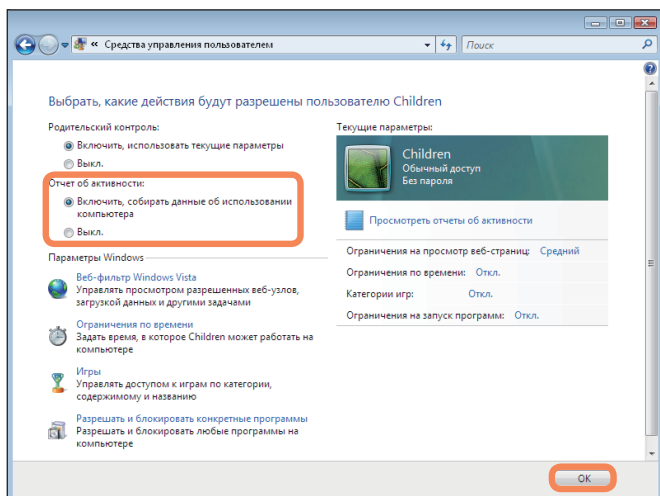 « Средства управления пользователем
Поиск
Выбрать, какие действия будут разрешены пользователю Children
Родительский контроль:
Включить, использовать текущие параметры
Выкл.
Отчет об активности:
Включить, собирать данные об использовании
компьютера
Выкл.
Параметры Windows
Веб-фильтр Windows Vista
Управлять просмотром разрешенных веб-узлов,
загрузкой данных и другими задачами
Ограничения по времени
Задать время, в которое Children может работать на
компьютере
Игры
Управлять доступом к играм по категории,
содержимому и названию
Разрешать и блокировать конкретные программы
Разрешать и блокировать любые программы на
компьютере
Текущие параметры:
Children
Обычный доступ
Без пароля
Просмотреть отчеты об активности
Ограничения на просмотр веб-страниц: Средний
Ограничения по времени: Откл.
Категории игр: Откл.
Ограничения на запуск программ: Откл.
OK